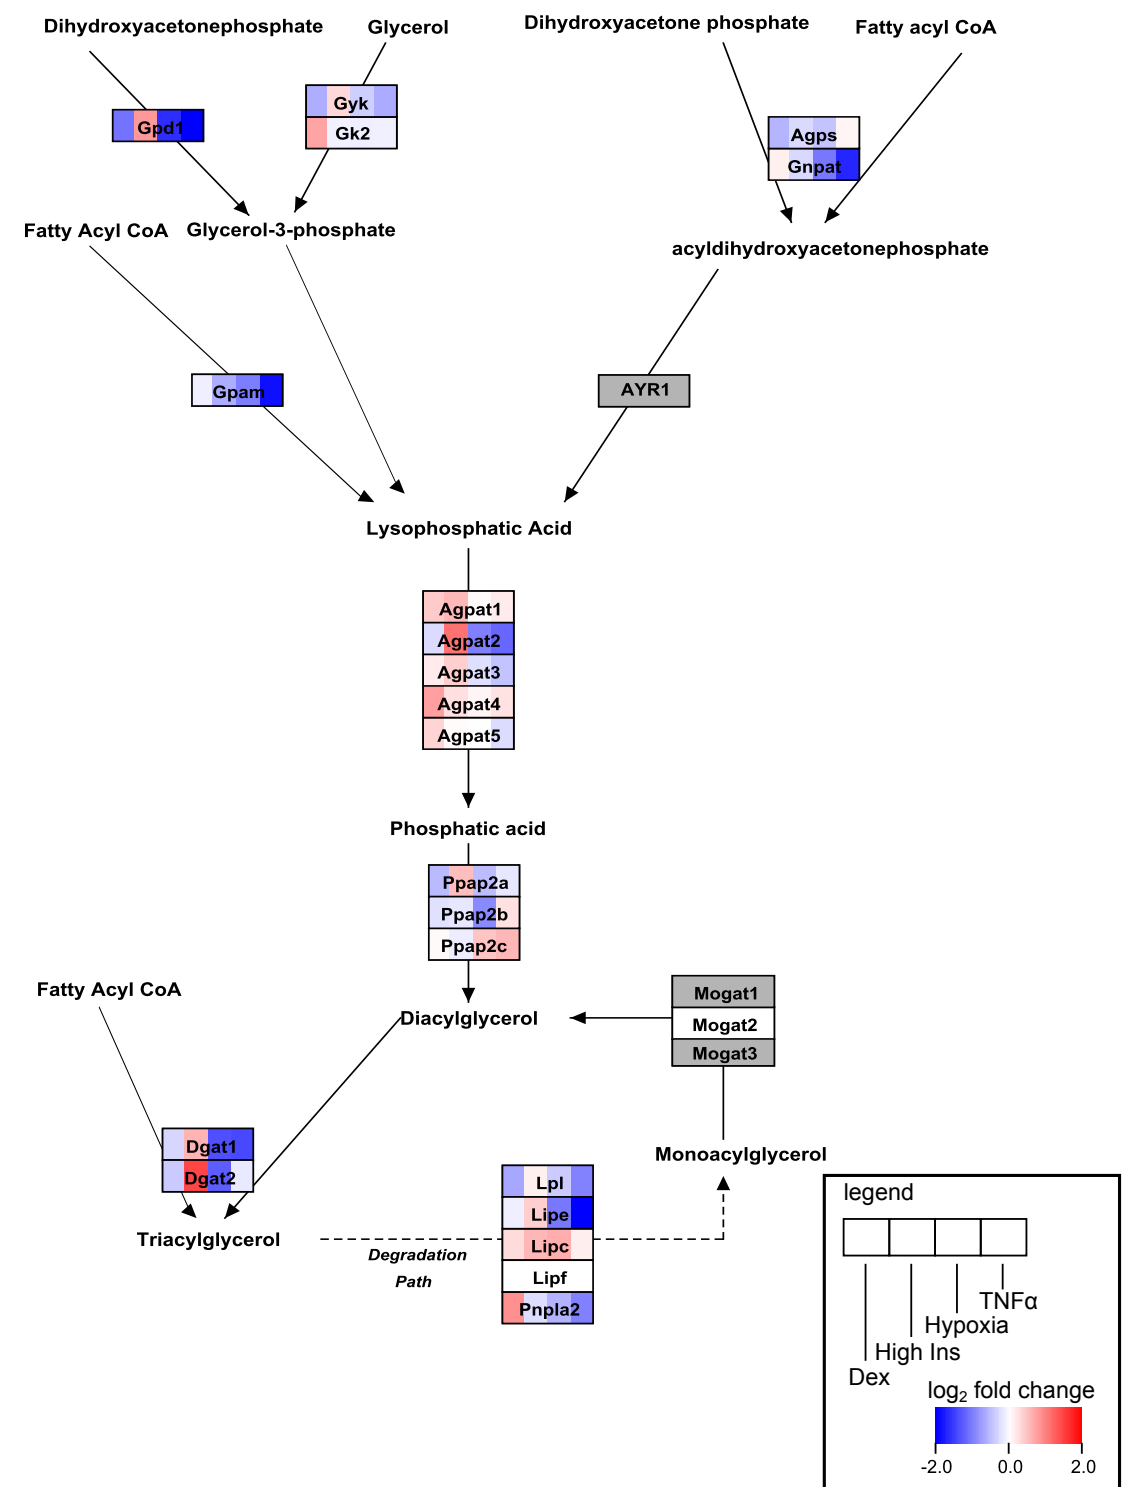 Dihydroxyacetonephosphate
Glycerol
Dihydroxyacetone phosphate
Fatty acyl CoA
Gpd1
Gyk
Gk2
Agps
Gnpat
Fatty Acyl CoA
Glycerol-3-phosphate
acyldihydroxyacetonephosphate
Gpam
AYR1
Lysophosphatic Acid
Agpat1
Agpat2
Agpat3
Agpat4
Agpat5
Phosphatic acid
Ppap2a
Ppap2b
Ppap2c
Fatty Acyl CoA
Diacylglycerol
Mogat1
Mogat2
Mogat3
Dgat1
Dgat2
Monoacylglycerol
Triacylglycerol
Degradation
Path
Lpl
Lipe
Lipc
Lipf
Pnpla2
legend
TNFα
Hypoxia
High Ins
Dex
log2 fold change
-2.0 0.0 2.0